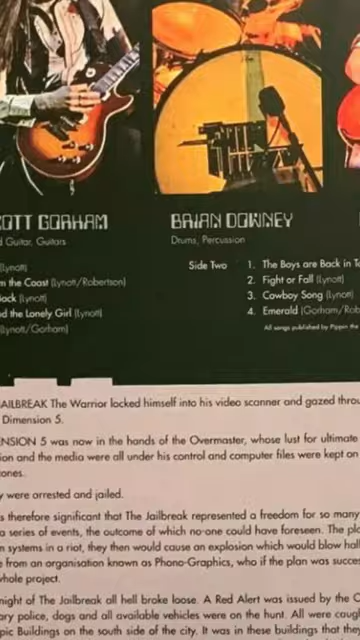 OTT GORHAM
d Guitar, Guitars
BRIAN DOWNEY
Drums, Percussion
(Lynott)
m the Coast (Lynott/Robertson)
ock (Lynott)
d the Lonely Girl (Lynott)
(Lynott/Gorham)
Side Two 1. The Boys are Back in T
2. Fight or Fall (Lynott)
3. Cowboy Song (Lynott)
4. Emerald (Gorham/Rob
All songs published by Pippin the
JAILBREAK The Warrior locked himself into his video scanner and gazed throu
Dimension 5.
ENSION 5 was now in the hands of the Overmaster, whose lust for ultimate
ion and the media were all under his control and computer files were kept on
ones.
y were arrested and jailed.
s therefore significant that The Jailbreak represented a freedom for so many
a series of events, the outcome of which no-one could have foreseen. The pla
n systems in a riot, they then would cause an explosion which would blow hal
e from an organisation known as Phono-Graphics, who if the plan was succes
whole project.
night of The Jailbreak all hell broke loose. A Red Alert was issued by the O
ary police, dogs and all available vehicles were on the hunt. All were caugh
pic Buildings on the south side of the city. It was in these buildings that the